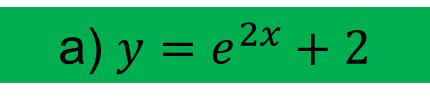 a) y = e^{2x} + 2